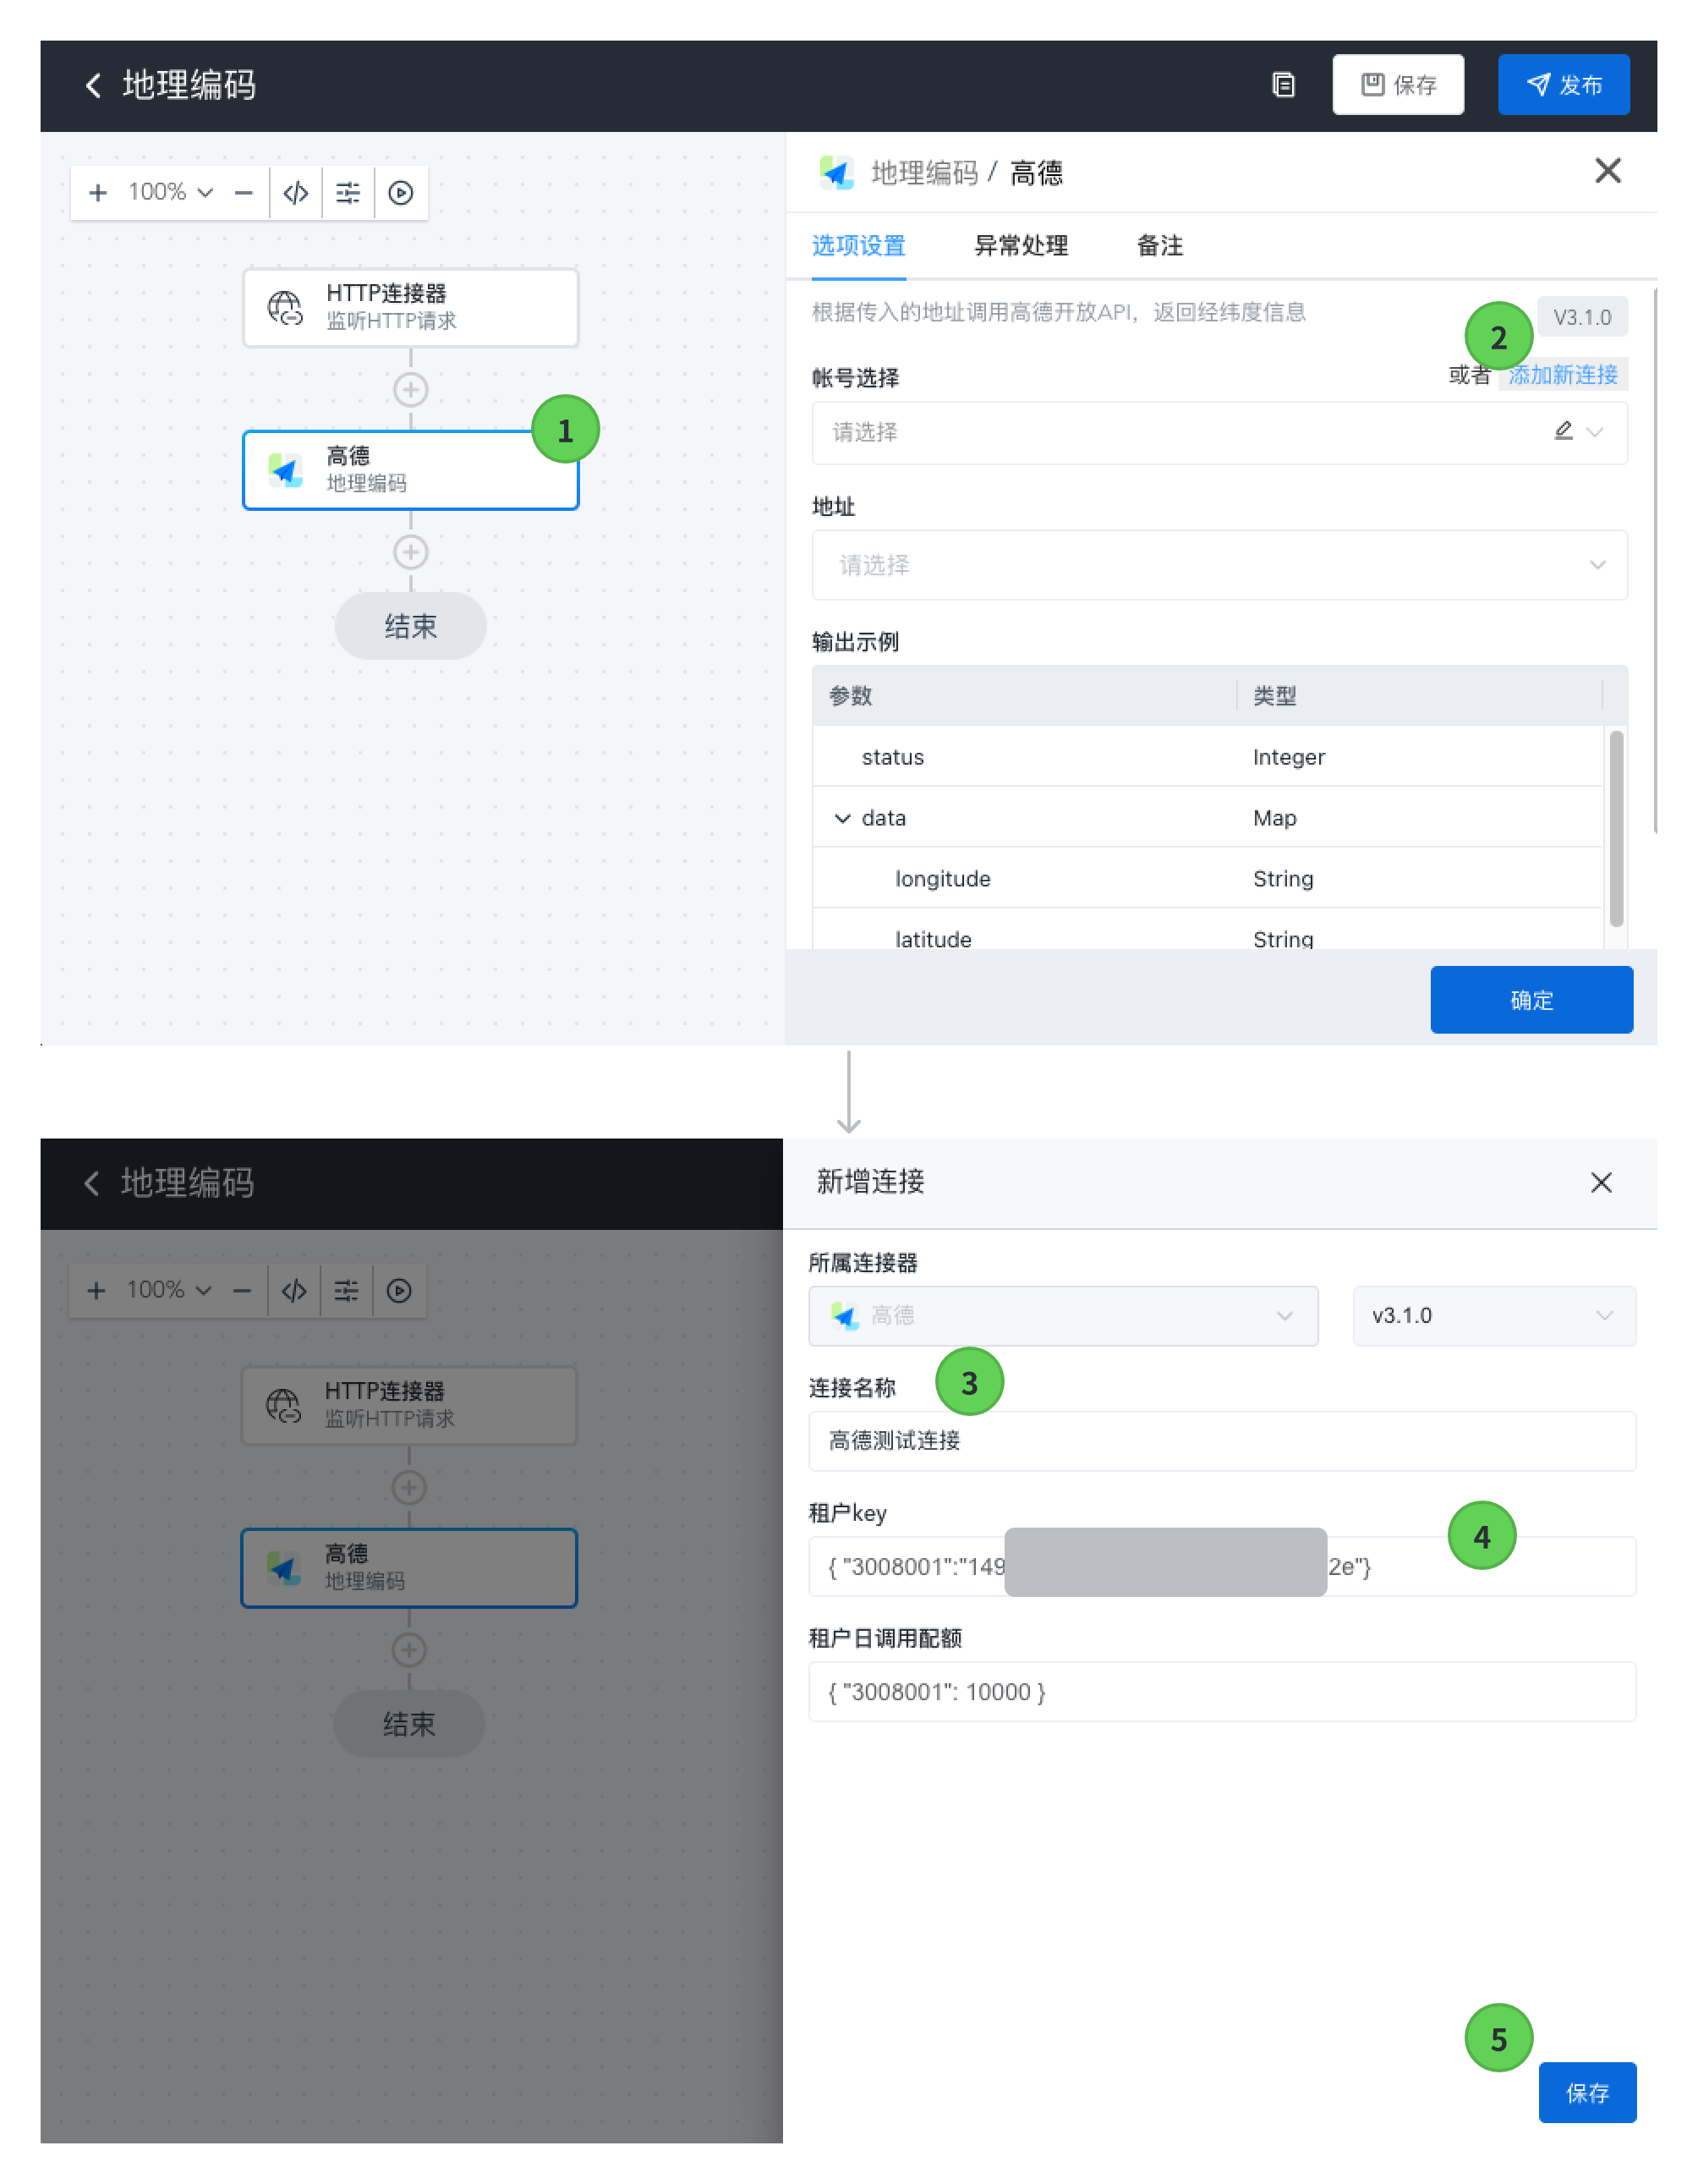 地理编码
保存
发布
100%
HTTP连接器
监听HTTP请求
1
高德
地理编码
结束
地理编码 / 高德
选项设置 异常处理 备注
根据传入的地址调用高德开放API，返回经纬度信息
2
V3.1.0
帐号选择
或者 添加新连接
请选择
地址
请选择
输出示例
参数 类型
status Integer
data Map
longitude String
latitude String
确定
地理编码
100%
HTTP连接器
监听HTTP请求
高德
地理编码
结束
新增连接
所属连接器
高德 v3.1.0
连接名称 3
高德测试连接
租户key 4
{ "3008001":"149 2e"}
租户日调用配额
{ "3008001": 10000 }
5
保存